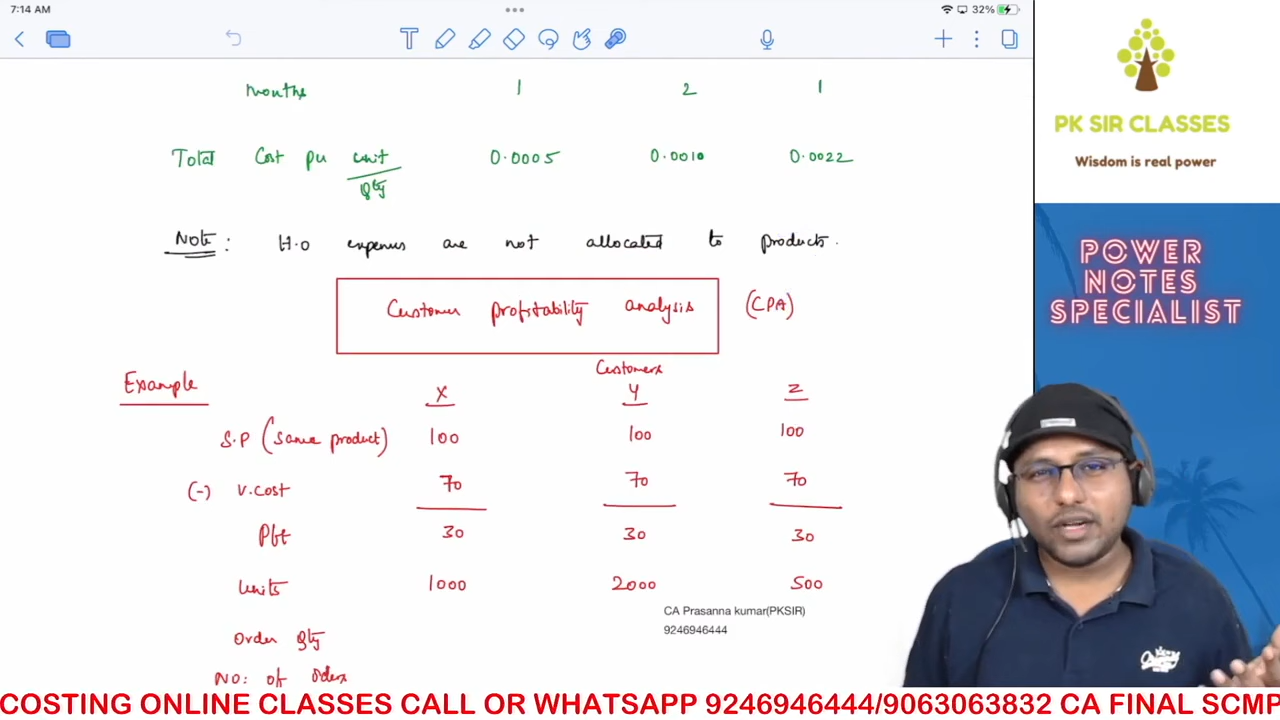 7:14 AM
32%
months 1 2 1
Total Cost per unit 0.0005 0.0010 0.0022
Qty
Note: H.o expenses are not allocated to products.
Customer profitability analysis (CPA)
Customers
Example X Y Z
S.P (same product) 100 100 100
(-) V.cost 70 70 70
Pft 30 30 30
Units 1000 2000 500
CA Prasanna kumar(PKSIR)
9246946444
Order Qty
NO: of orders
PK SIR CLASSES
Wisdom is real power
POWER
NOTES
SPECIALIST
COSTING ONLINE CLASSES CALL OR WHATSAPP 9246946444/9063063832 CA FINAL SCMP